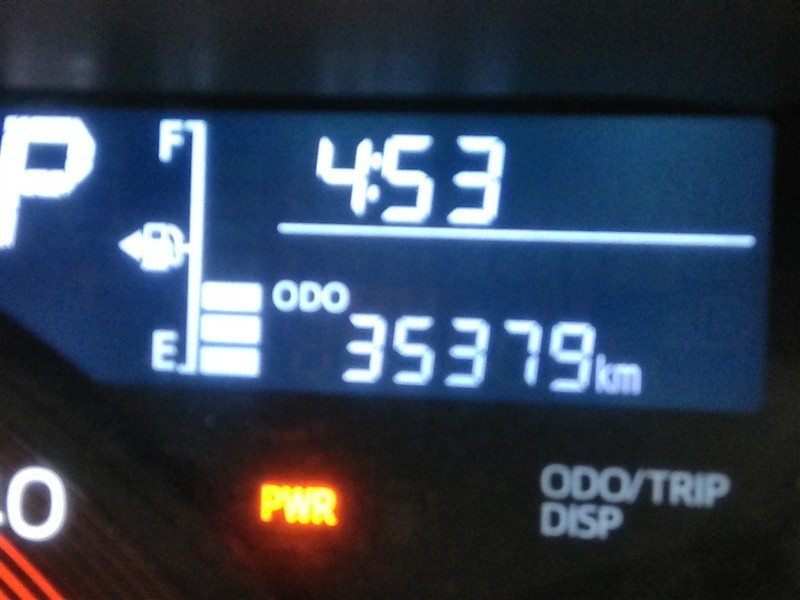 P
F
4:53
ODO
E
35379km
PWR
ODO/TRIP
DISP